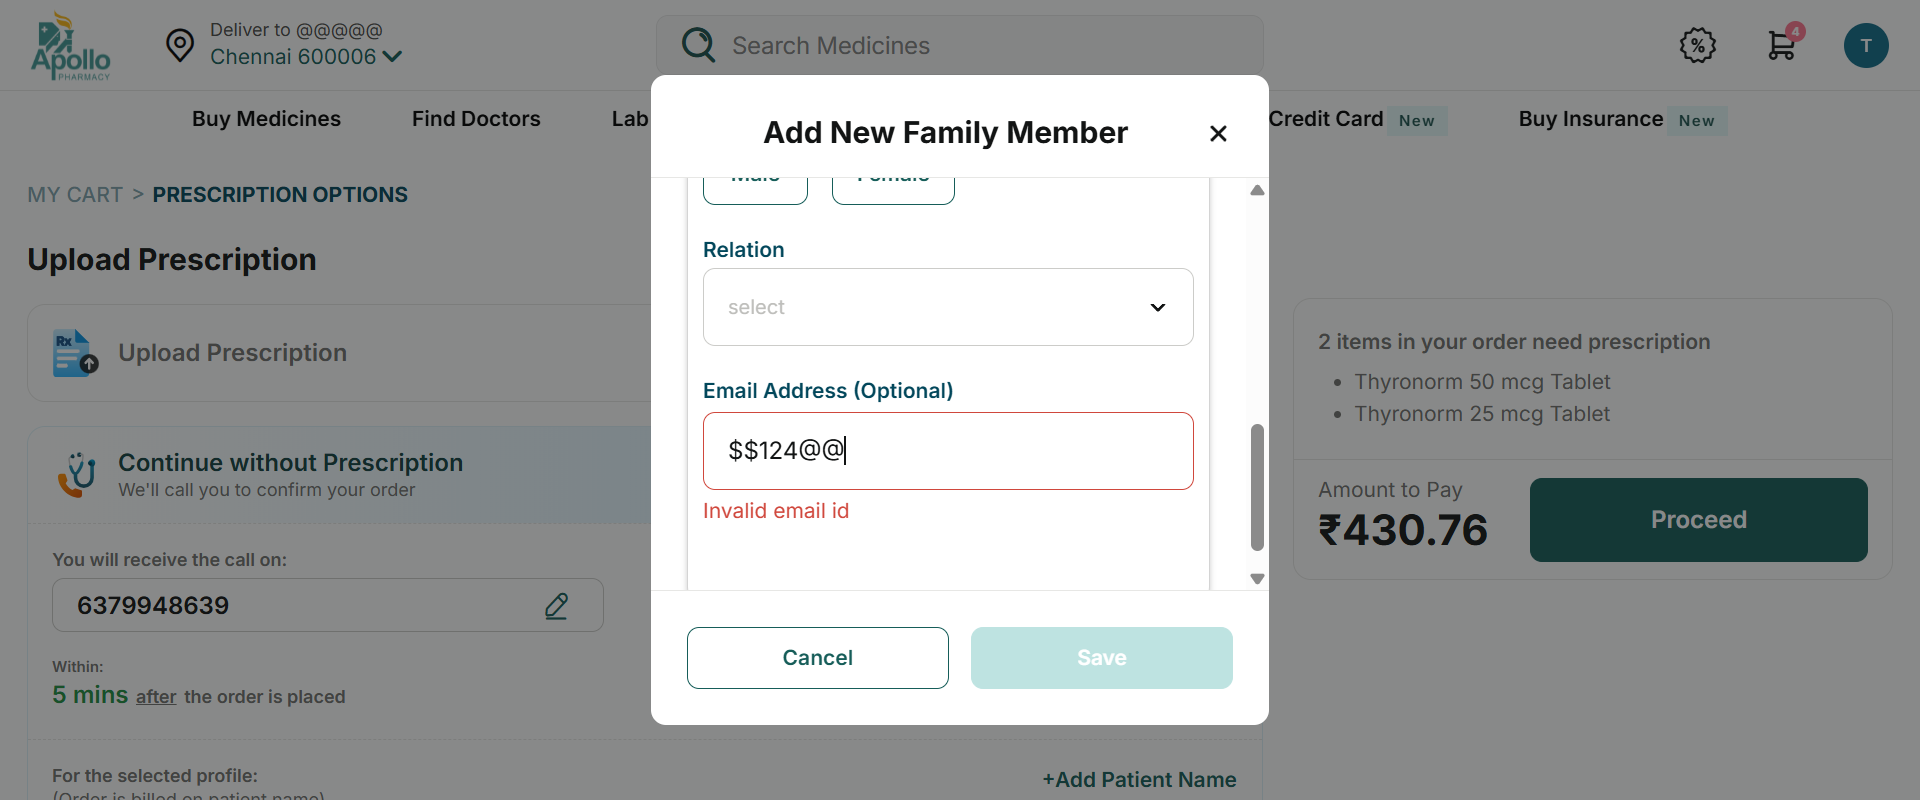 Apollo
PHARMACY
Deliver to @@@@@
Chennai 600006
Search Medicines
%
4
T
Buy Medicines
Find Doctors
Lab
Credit Card
New
Buy Insurance
New
MY CART > PRESCRIPTION OPTIONS
Upload Prescription
Rx
Upload Prescription
Continue without Prescription
We'll call you to confirm your order
You will receive the call on:
6379948639
Within:
5 mins after the order is placed
For the selected profile:
(Order is billed on patient name)
+Add Patient Name
Add New Family Member
Male
Female
Relation
select
Email Address (Optional)
$$124@@
Invalid email id
Cancel
Save
2 items in your order need prescription
• Thyronorm 50 mcg Tablet
• Thyronorm 25 mcg Tablet
Amount to Pay
₹430.76
Proceed